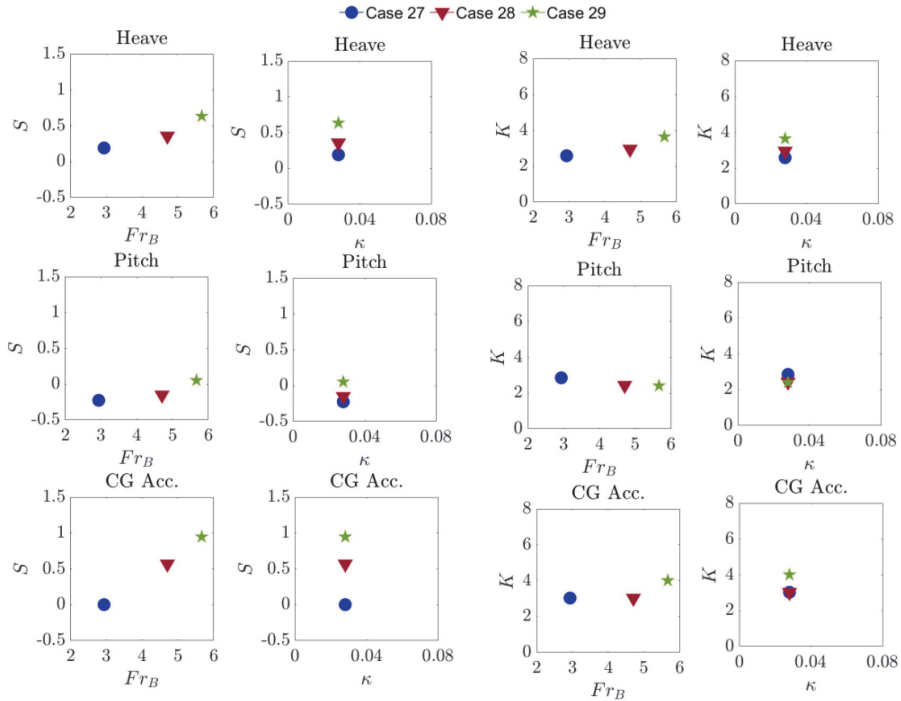 Case 27 Case 28 Case 29
Heave Heave Heave Heave
1.5 1 0.5 0 -0.5 S 2 3 4 5 6 Fr_B
1.5 1 0.5 0 -0.5 S 0 0.04 0.08 κ
8 6 4 2 0 K 2 3 4 5 6 Fr_B
8 6 4 2 0 K 0 0.04 0.08 κ
Pitch Pitch Pitch Pitch
1.5 1 0.5 0 -0.5 S 2 3 4 5 6 Fr_B
1.5 1 0.5 0 -0.5 S 0 0.04 0.08 κ
8 6 4 2 0 K 2 3 4 5 6 Fr_B
8 6 4 2 0 K 0 0.04 0.08 κ
CG Acc. CG Acc. CG Acc. CG Acc.
1.5 1 0.5 0 -0.5 S 2 3 4 5 6 Fr_B
1.5 1 0.5 0 -0.5 S 0 0.04 0.08 κ
8 6 4 2 0 K 2 3 4 5 6 Fr_B
8 6 4 2 0 K 0 0.04 0.08 κ